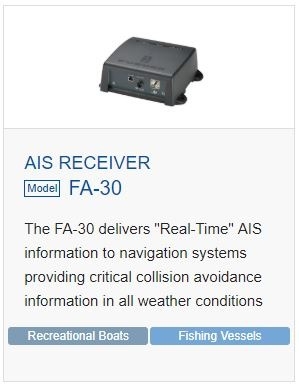 AIS RECEIVER
Model FA-30
The FA-30 delivers "Real-Time" AIS
information to navigation systems
providing critical collision avoidance
information in all weather conditions
Recreational Boats Fishing Vessels